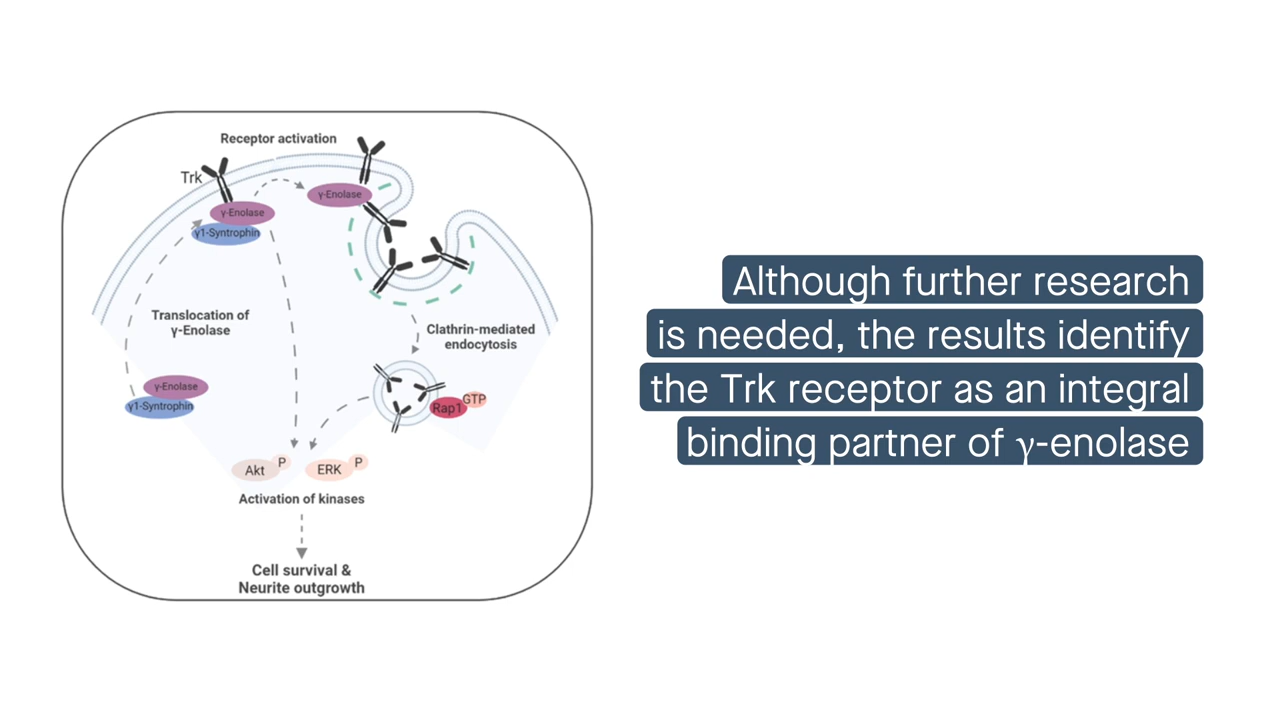 Receptor activation
Trk
γ-Enolase
γ-Enolase
γ1-Syntrophin
Translocation of
γ-Enolase
Clathrin-mediated
endocytosis
γ-Enolase
γ1-Syntrophin
Rap1
GTP
Akt
P
ERK
P
Activation of kinases
Cell survival &
Neurite outgrowth
Although further research
is needed, the results identify
the Trk receptor as an integral
binding partner of γ-enolase